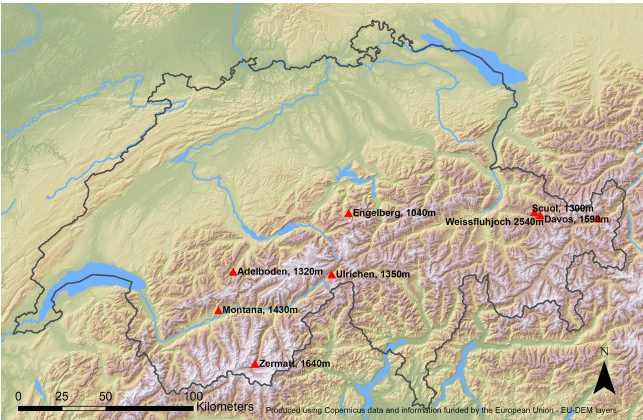 Scuol, 1300m
Engelberg, 1040m
Weissfluhjoch 2540m
Davos, 1590m
Adelboden, 1320m
Ulrichen, 1350m
Montana, 1430m
Zermatt, 1640m
N
0 25 50 100
Kilometers
Produced using Copernicus data and information funded by the European Union - EU-DEM layers